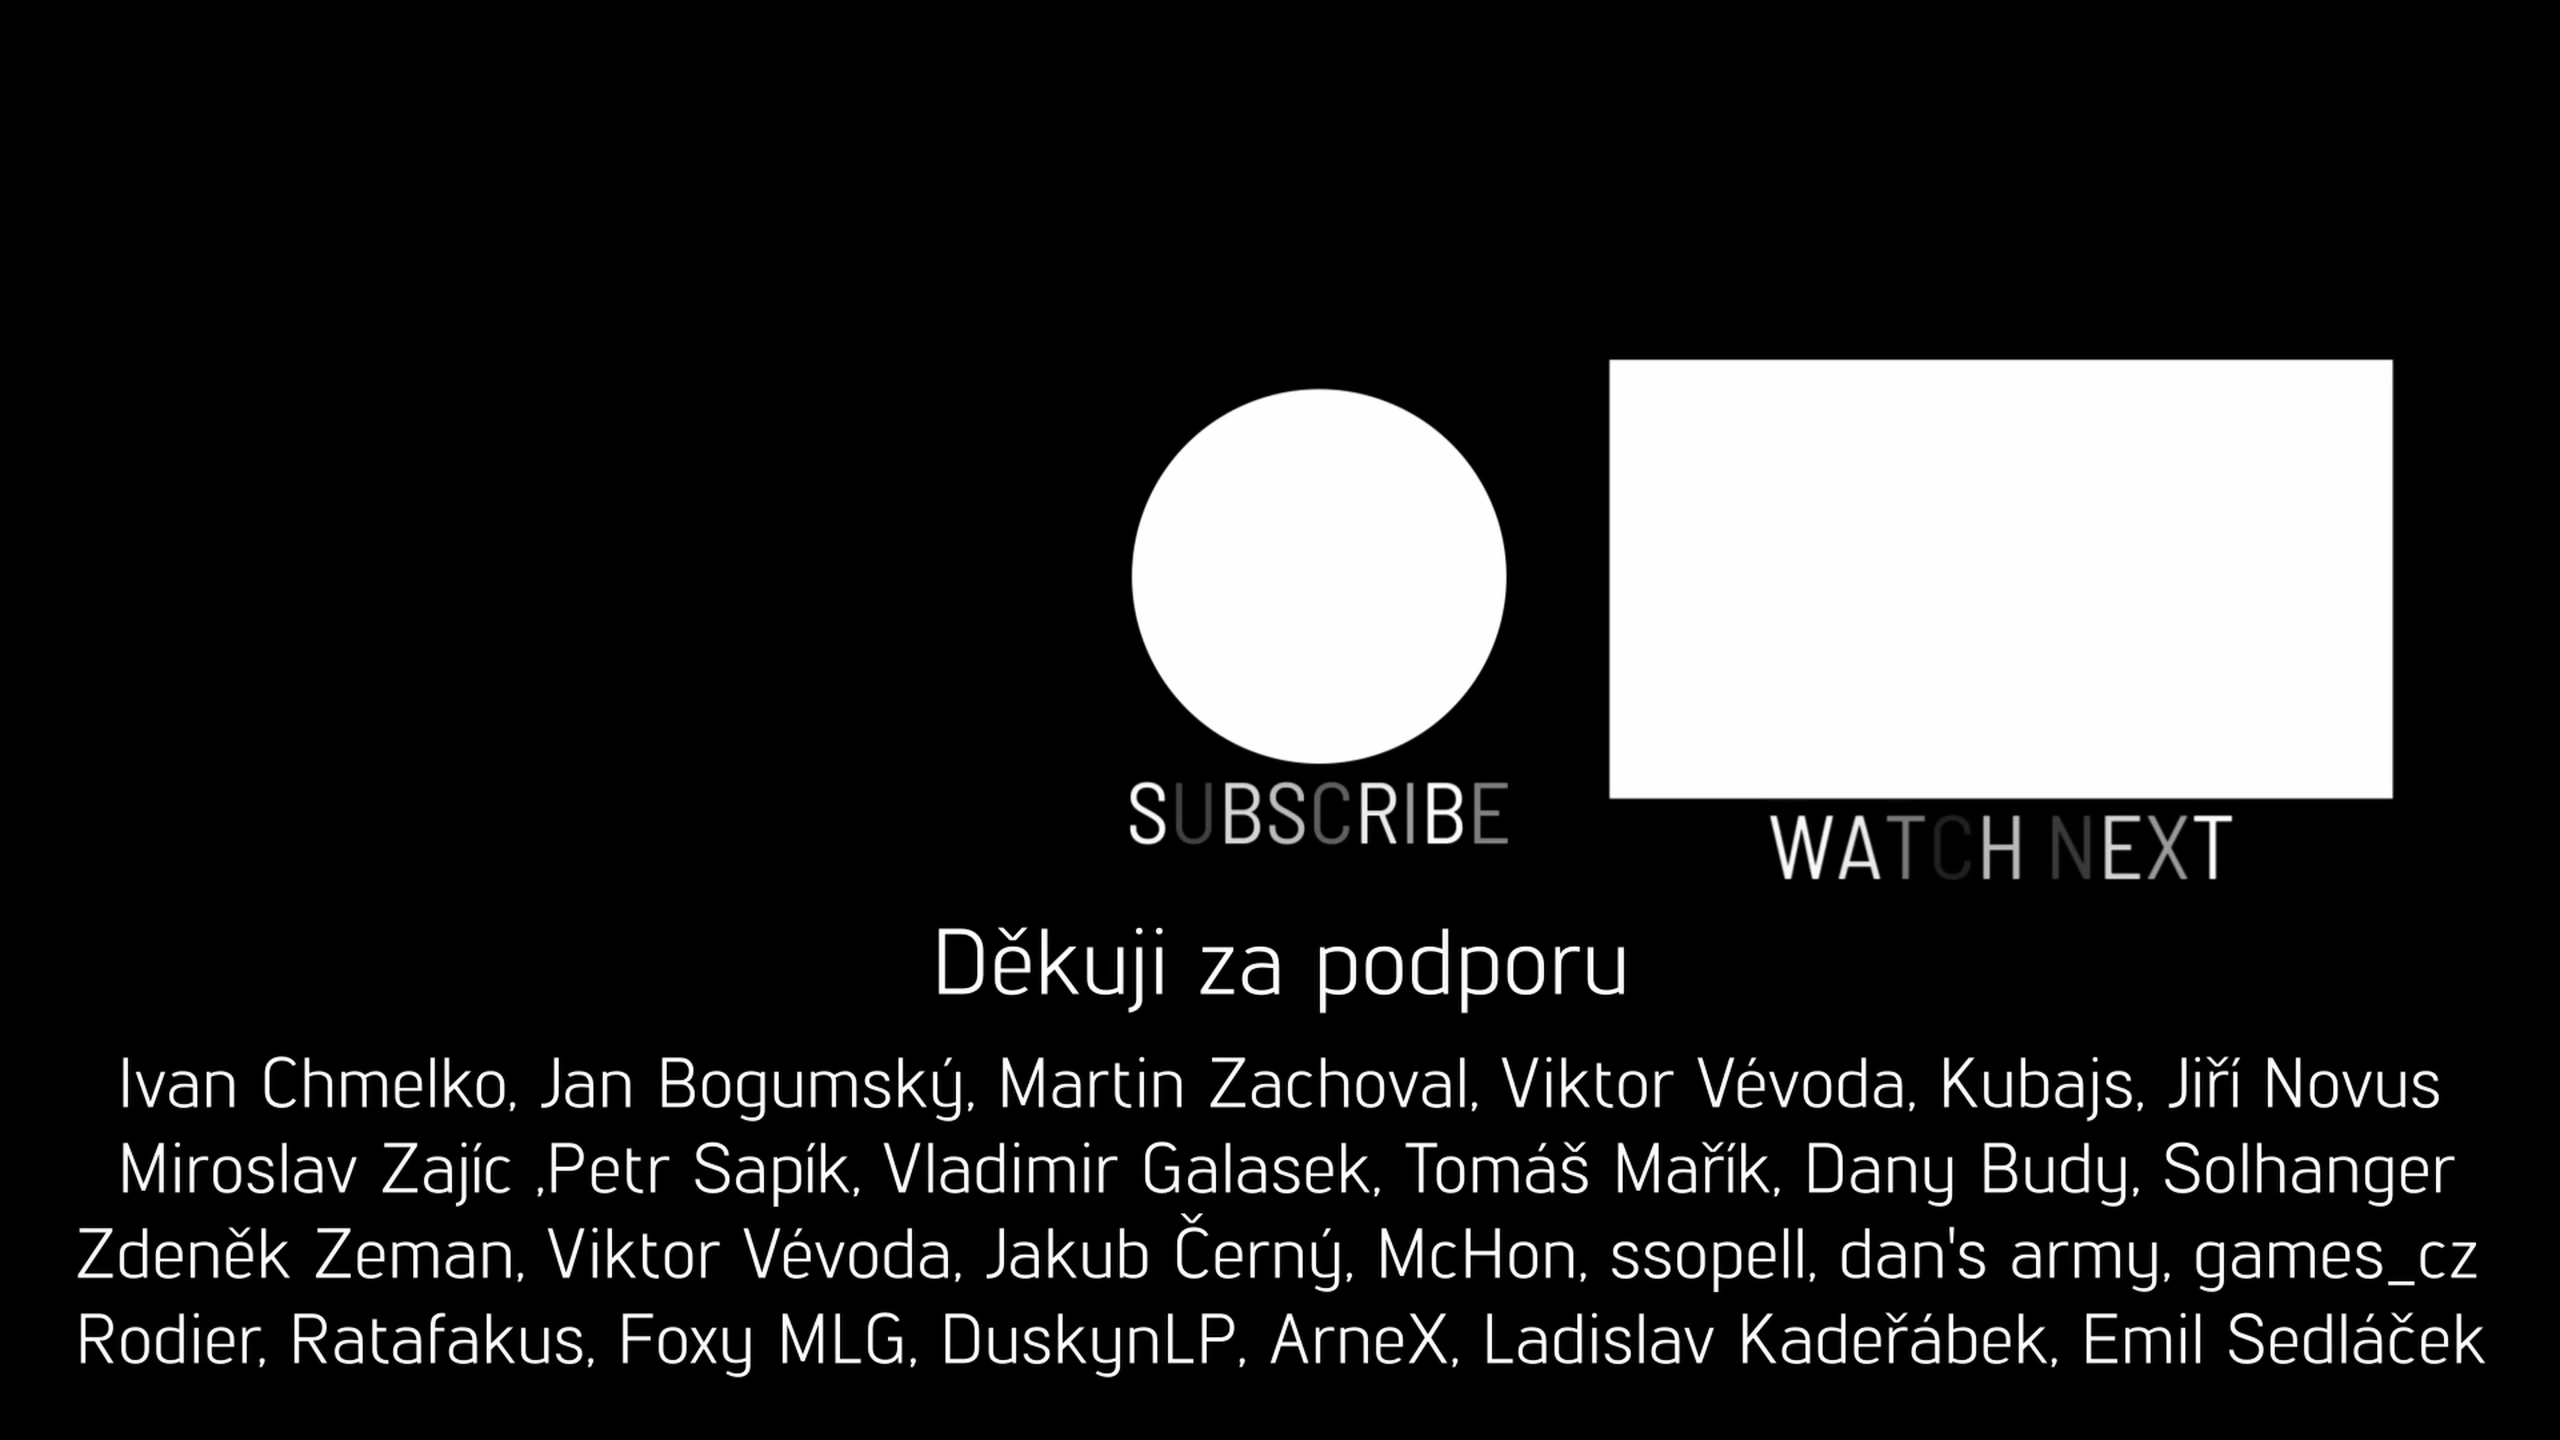 SUBSCRIBE
WATCH NEXT
Děkuji za podporu
Ivan Chmelko, Jan Bogumský, Martin Zachoval, Viktor Vévoda, Kubajs, Jiří Novus
Miroslav Zajíc ,Petr Sapík, Vladimir Galasek, Tomáš Mařík, Dany Budy, Solhanger
Zdeněk Zeman, Viktor Vévoda, Jakub Černý, McHon, ssopell, dan's army, games_cz
Rodier, Ratafakus, Foxy MLG, DuskynLP, ArneX, Ladislav Kadeřábek, Emil Sedláček